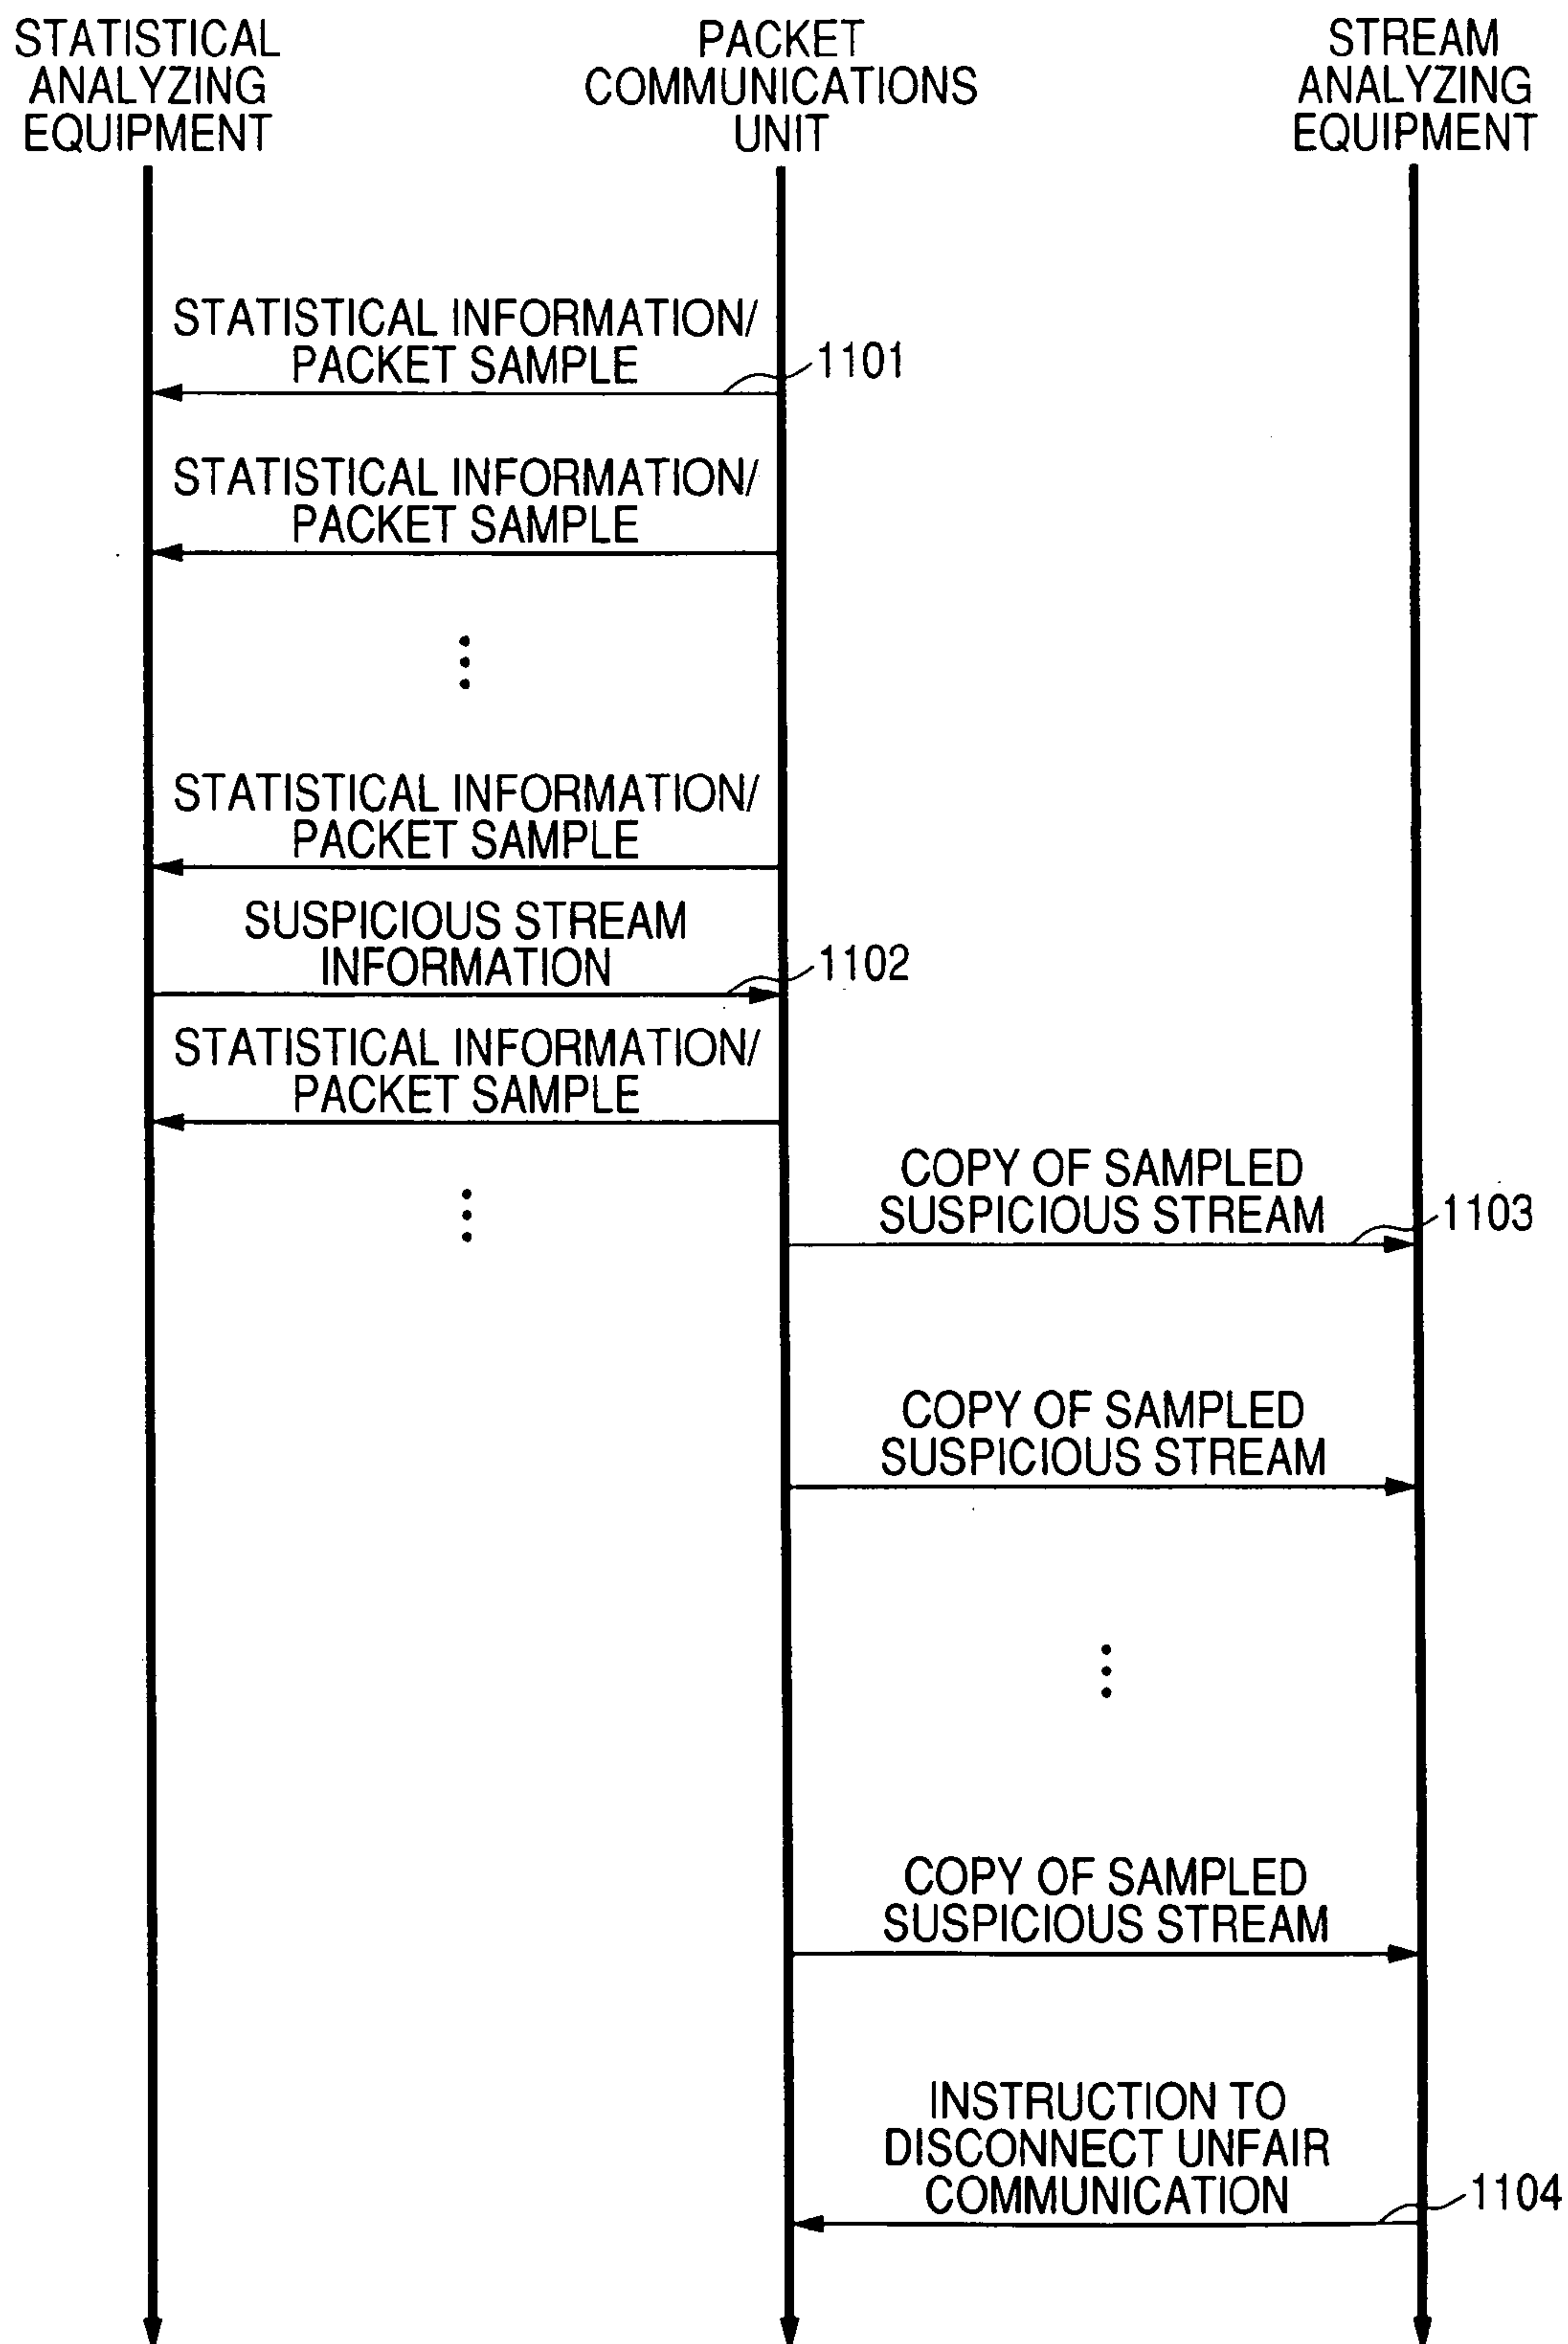 STATISTICAL
ANALYZING
EQUIPMENT
PACKET
COMMUNICATIONS
UNIT
STREAM
ANALYZING
EQUIPMENT
STATISTICAL INFORMATION/
PACKET SAMPLE
1101
STATISTICAL INFORMATION/
PACKET SAMPLE
STATISTICAL INFORMATION/
PACKET SAMPLE
SUSPICIOUS STREAM
INFORMATION
1102
STATISTICAL INFORMATION/
PACKET SAMPLE
COPY OF SAMPLED
SUSPICIOUS STREAM
1103
COPY OF SAMPLED
SUSPICIOUS STREAM
COPY OF SAMPLED
SUSPICIOUS STREAM
INSTRUCTION TO
DISCONNECT UNFAIR
COMMUNICATION
1104